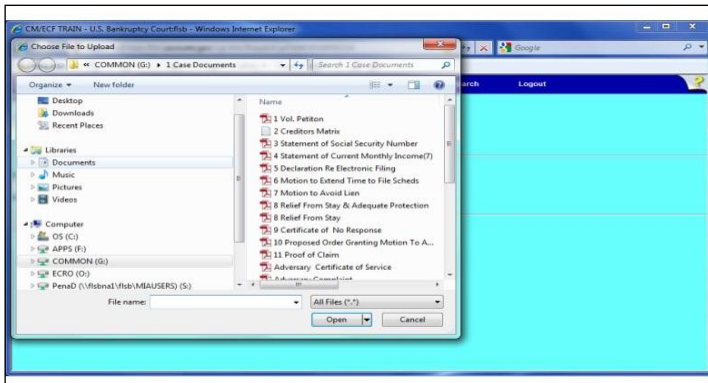 CM/ECF TRAIN - U.S. Bankruptcy Court:flsb - Windows Internet Explorer
Choose File to Upload
Google
« COMMON (G:) ▸ 1 Case Documents
Search 1 Case Documents
Organize ▾ New folder
arch Logout
?
Desktop
Downloads
Recent Places
Libraries
Documents
Music
Pictures
Videos
Computer
OS (C:)
APPS (F:)
COMMON (G:)
ECRO (O:)
PenaD (\\flsbna1\flsb\MIAUSERS) (S:)
Name
1 Vol. Petiton
2 Creditors Matrix
3 Statement of Social Security Number
4 Statement of Current Monthly Income(7)
5 Declaration Re Electronic Filing
6 Motion to Extend Time to File Scheds
7 Motion to Avoid Lien
8 Relief From Stay & Adequate Protection
8 Relief From Stay
9 Certificate of No Response
10 Proposed Order Granting Motion To A...
11 Proof of Claim
Adversary Certificate of Service
Adversary Complaint
File name:
All Files (*.*)
Open
Cancel